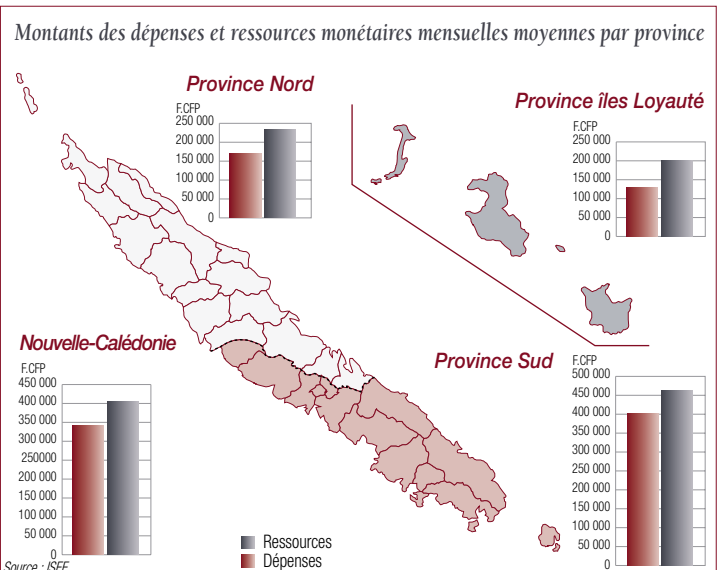 Montants des dépenses et ressources monétaires mensuelles moyennes par province
Province Nord
F.CFP
250 000
200 000
150 000
100 000
50 000
0
Province îles Loyauté
F.CFP
250 000
200 000
150 000
100 000
50 000
0
Nouvelle-Calédonie
F.CFP
450 000
400 000
350 000
300 000
250 000
200 000
150 000
100 000
50 000
0
Province Sud
F.CFP
500 000
450 000
400 000
350 000
300 000
250 000
200 000
150 000
100 000
50 000
0
Ressources
Dépenses
Source : ISEE